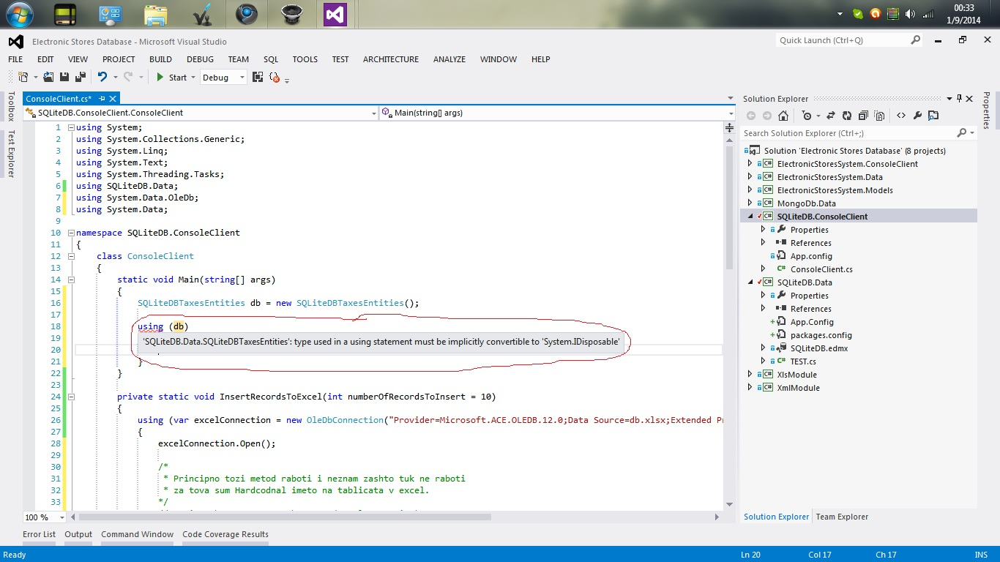 00:33
1/9/2014
Electronic Stores Database - Microsoft Visual Studio
Quick Launch (Ctrl+Q)
FILE EDIT VIEW PROJECT BUILD DEBUG TEAM SQL TOOLS TEST ARCHITECTURE ANALYZE WINDOW HELP
Start Debug
Toolbox
Test Explorer
ConsoleClient.cs*
SQLiteDB.ConsoleClient.ConsoleClient Main(string[] args)
1 using System;
2 using System.Collections.Generic;
3 using System.Linq;
4 using System.Text;
5 using System.Threading.Tasks;
6 using SQLiteDB.Data;
7 using System.Data.OleDb;
8 using System.Data;
9
10 namespace SQLiteDB.ConsoleClient
11 {
12 class ConsoleClient
13 {
14 static void Main(string[] args)
15 {
16 SQLiteDBTaxesEntities db = new SQLiteDBTaxesEntities();
17
18 using (db)
19 'SQLiteDB.Data.SQLiteDBTaxesEntities': type used in a using statement must be implicitly convertible to 'System.IDisposable'
20
21 }
22 }
23
24 private static void InsertRecordsToExcel(int numberOfRecordsToInsert = 10)
25 {
26 using (var excelConnection = new OleDbConnection("Provider=Microsoft.ACE.OLEDB.12.0;Data Source=db.xlsx;Extended Pr
27 {
28 excelConnection.Open();
29
30 /*
31 * Principno tozi metod raboti i neznam zashto tuk ne raboti
32 * za tova sum Hardcodnal imeto na tablicata v excel.
33 */
100 %
Solution Explorer
Search Solution Explorer (Ctrl+;)
Solution 'Electronic Stores Database' (8 projects)
C# ElectronicStoresSystem.ConsoleClient
C# ElectronicStoresSystem.Data
C# ElectronicStoresSystem.Models
C# MongoDb.Data
C# SQLiteDB.ConsoleClient
Properties
References
App.config
C# ConsoleClient.cs
C# SQLiteDB.Data
Properties
References
App.Config
packages.config
SQLiteDB.edmx
C# TEST.cs
C# XlsModule
C# XmlModule
Solution Explorer Team Explorer
Properties
Error List Output Command Window Code Coverage Results
Ready Ln 20 Col 17 Ch 17 INS